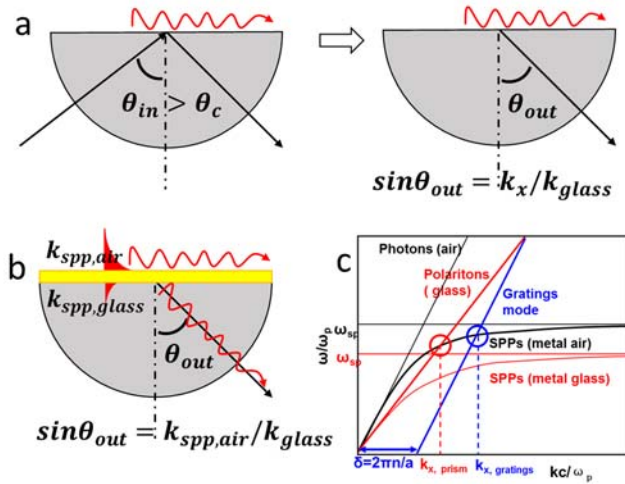 a
θin > θc
θout
sinθout = kx/kglass
b
kspp,air
kspp,glass
θout
sinθout = kspp,air/kglass
c
Photons (air)
Polaritons
(glass)
Gratings
mode
ω/ωp
ωsp
ωsp
SPPs (metal air)
SPPs (metal glass)
δ=2πn/a
kx, prism
kx, gratings
kc/ωp